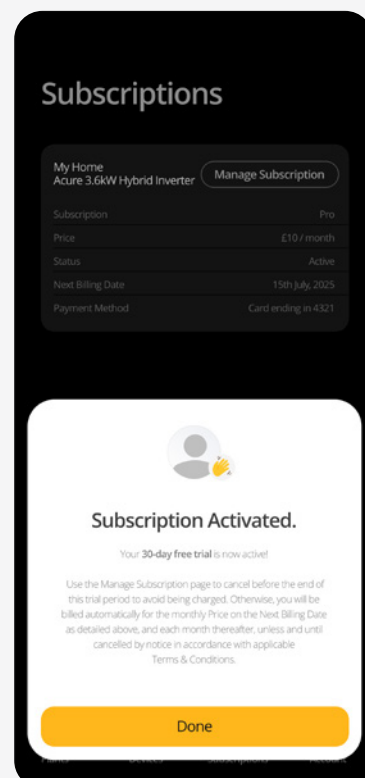 Subscriptions
My Home
Acure 3.6kW Hybrid Inverter
Manage Subscription
Subscription Pro
Price £10 / month
Status Active
Next Billing Date 15th July, 2025
Payment Method Card ending in 4321
Subscription Activated.
Your 30-day free trial is now active!
Use the Manage Subscription page to cancel before the end of
this trial period to avoid being charged. Otherwise, you will be
billed automatically for the monthly Price on the Next Billing Date
as detailed above, and each month thereafter, unless and until
cancelled by notice in accordance with applicable
Terms & Conditions.
Done
Devices Subscriptions Account